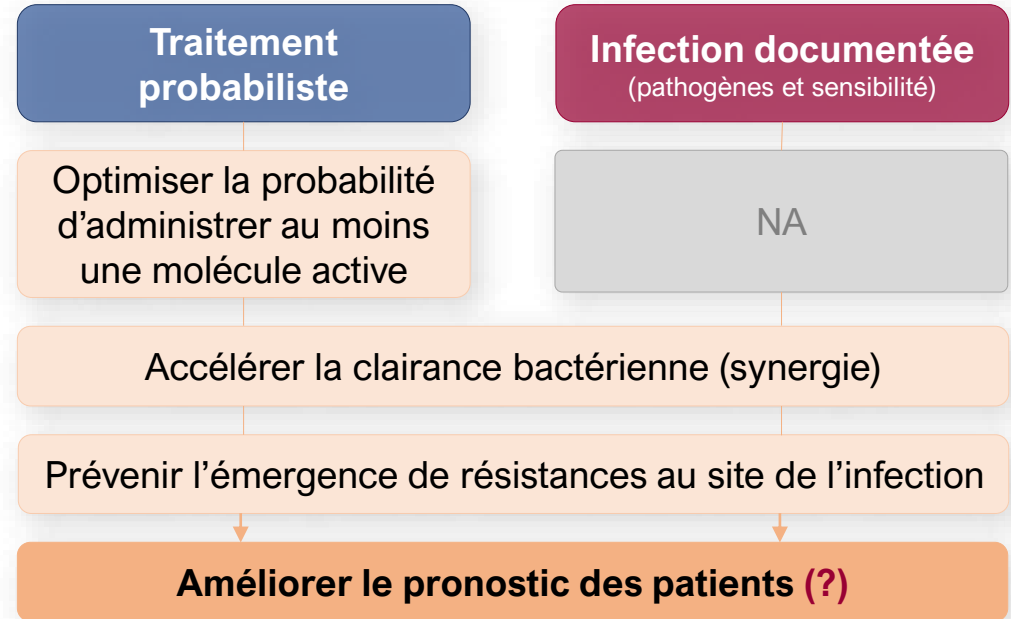 Traitement
probabiliste
Infection documentée
(pathogènes et sensibilité)
Optimiser la probabilité
d’administrer au moins
une molécule active
NA
Accélérer la clairance bactérienne (synergie)
Prévenir l’émergence de résistances au site de l’infection
Améliorer le pronostic des patients (?)